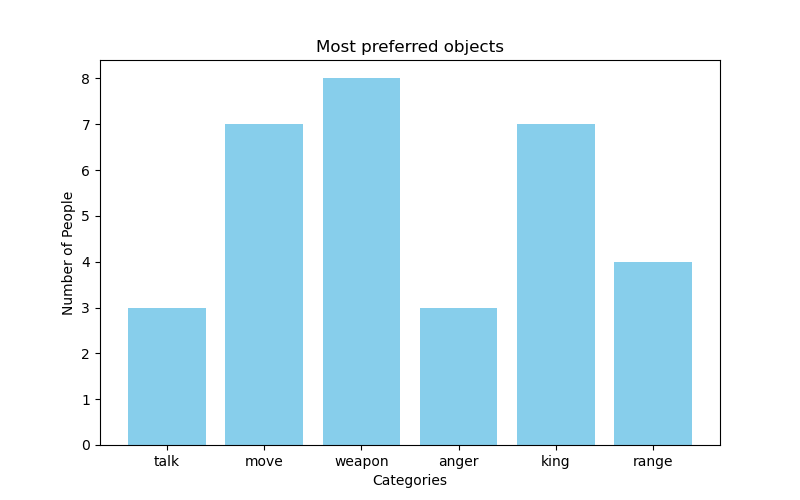 Most preferred objects
Number of People
8
7
6
5
4
3
2
1
0
talk move weapon anger king range
Categories